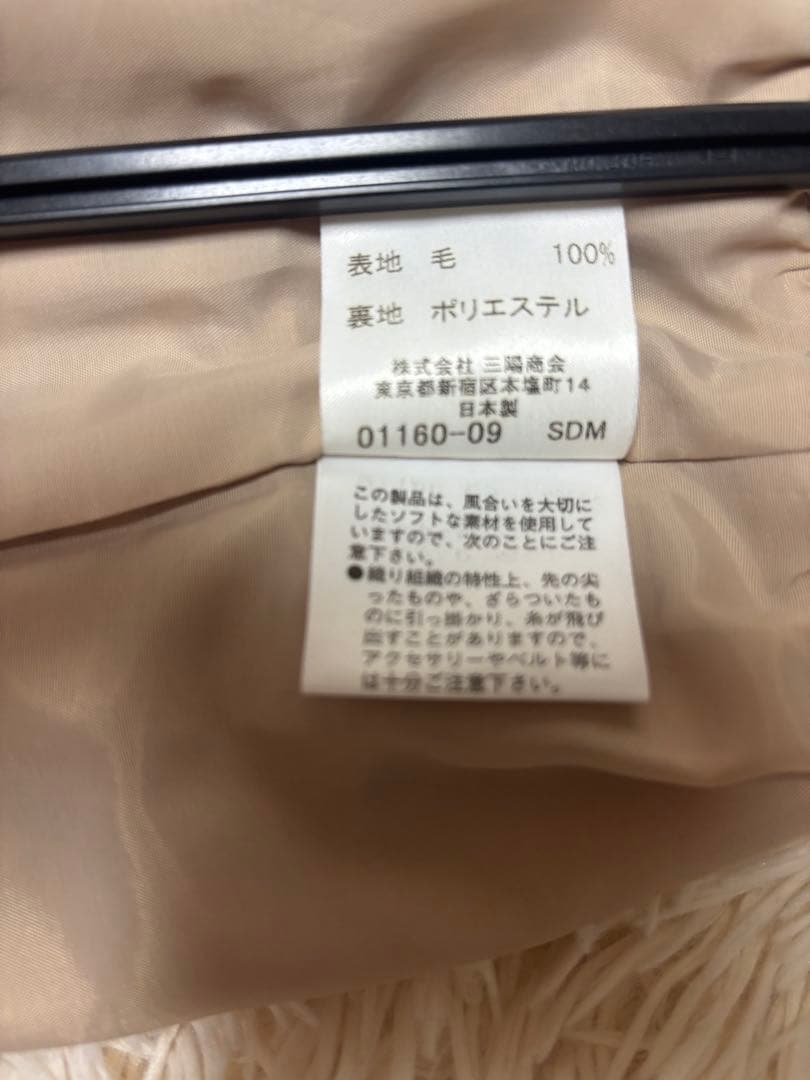 表地 毛 100%
裏地 ポリエステル
株式会社 三陽商会
東京都新宿区本塩町14
日本製
01160-09 SDM
この製品は、風合いを大切に
したソフトな素材を使用して
いますので、次のことにご注
意下さい。
●織り組織の特性上、先の尖
ったものや、ざらついたも
のに引っ掛かり、糸が飛び
出すことがありますので、
アクセサリーやベルト等に
は十分ご注意下さい。